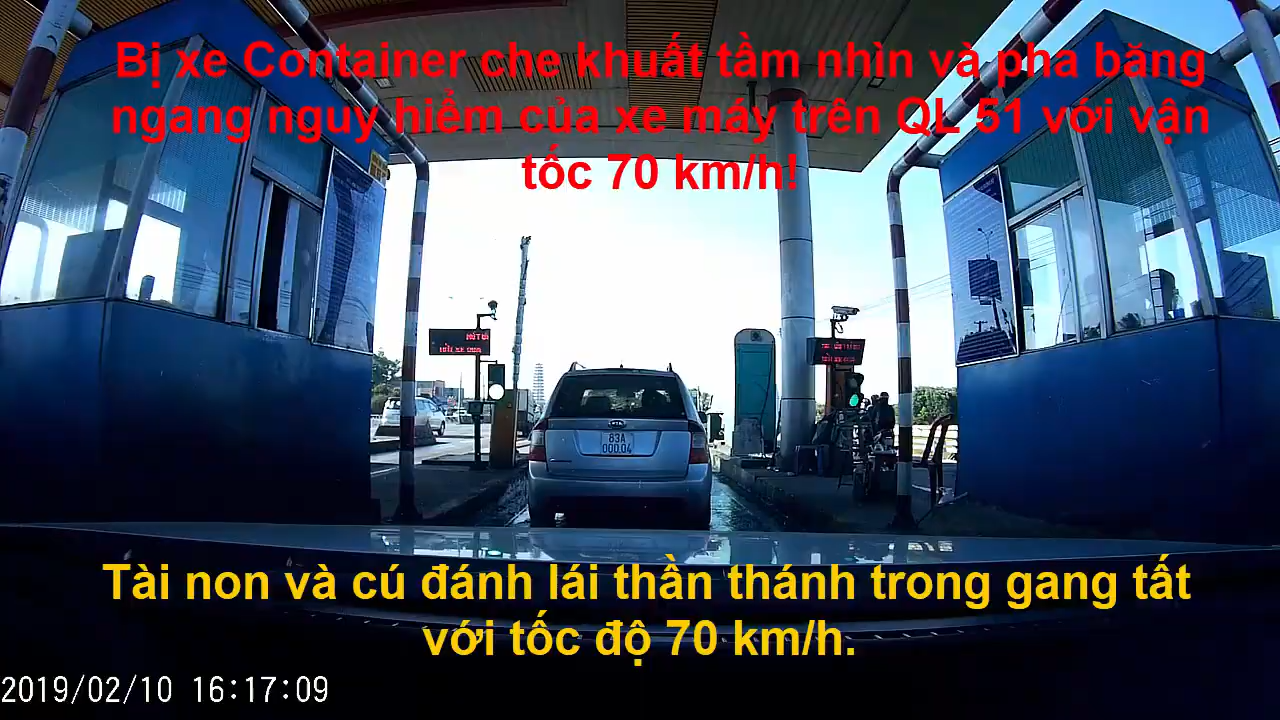 Bị xe Container che khuất tầm nhìn và pha băng
ngang nguy hiểm của xe máy trên QL 51 với vận
tốc 70 km/h!
KIA
83A
000.04
Tài non và cú đánh lái thần thánh trong gang tất
với tốc độ 70 km/h.
2019/02/10 16:17:09